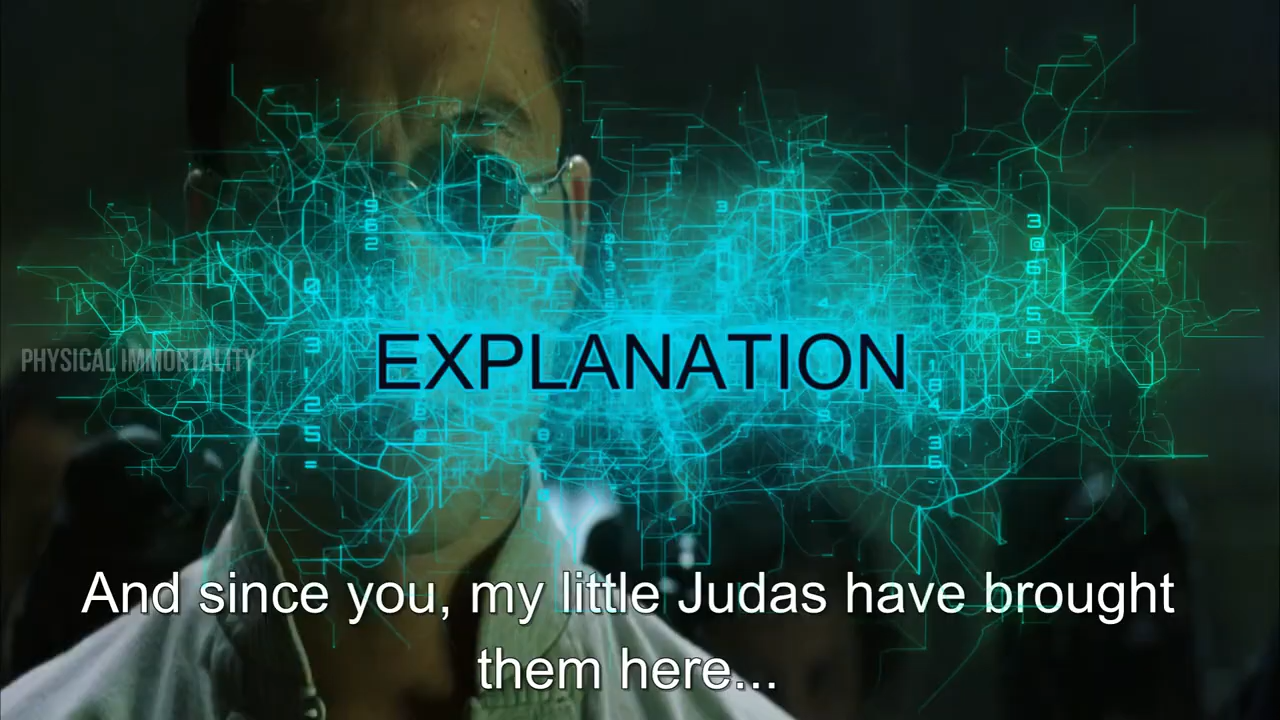 PHYSICAL IMMORTALITY
EXPLANATION
And since you, my little Judas have brought
them here...